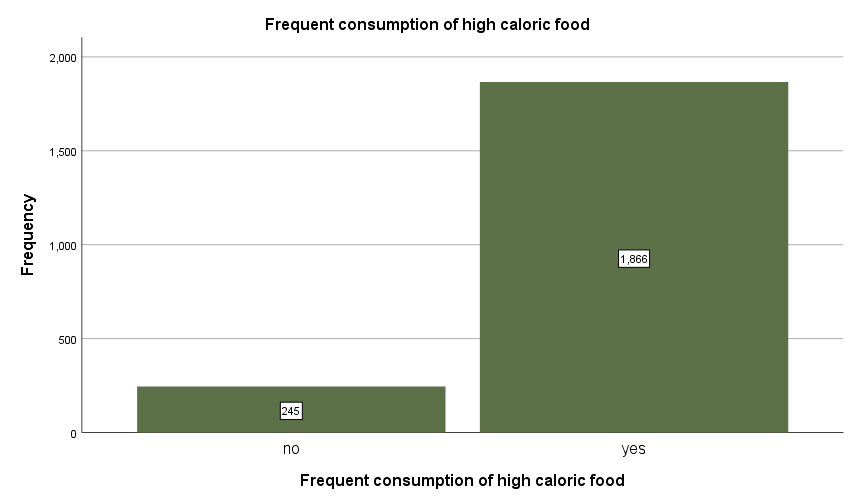 Frequent consumption of high caloric food
2,000
1,500
1,000
500
0
Frequency
245
1,866
no
yes
Frequent consumption of high caloric food